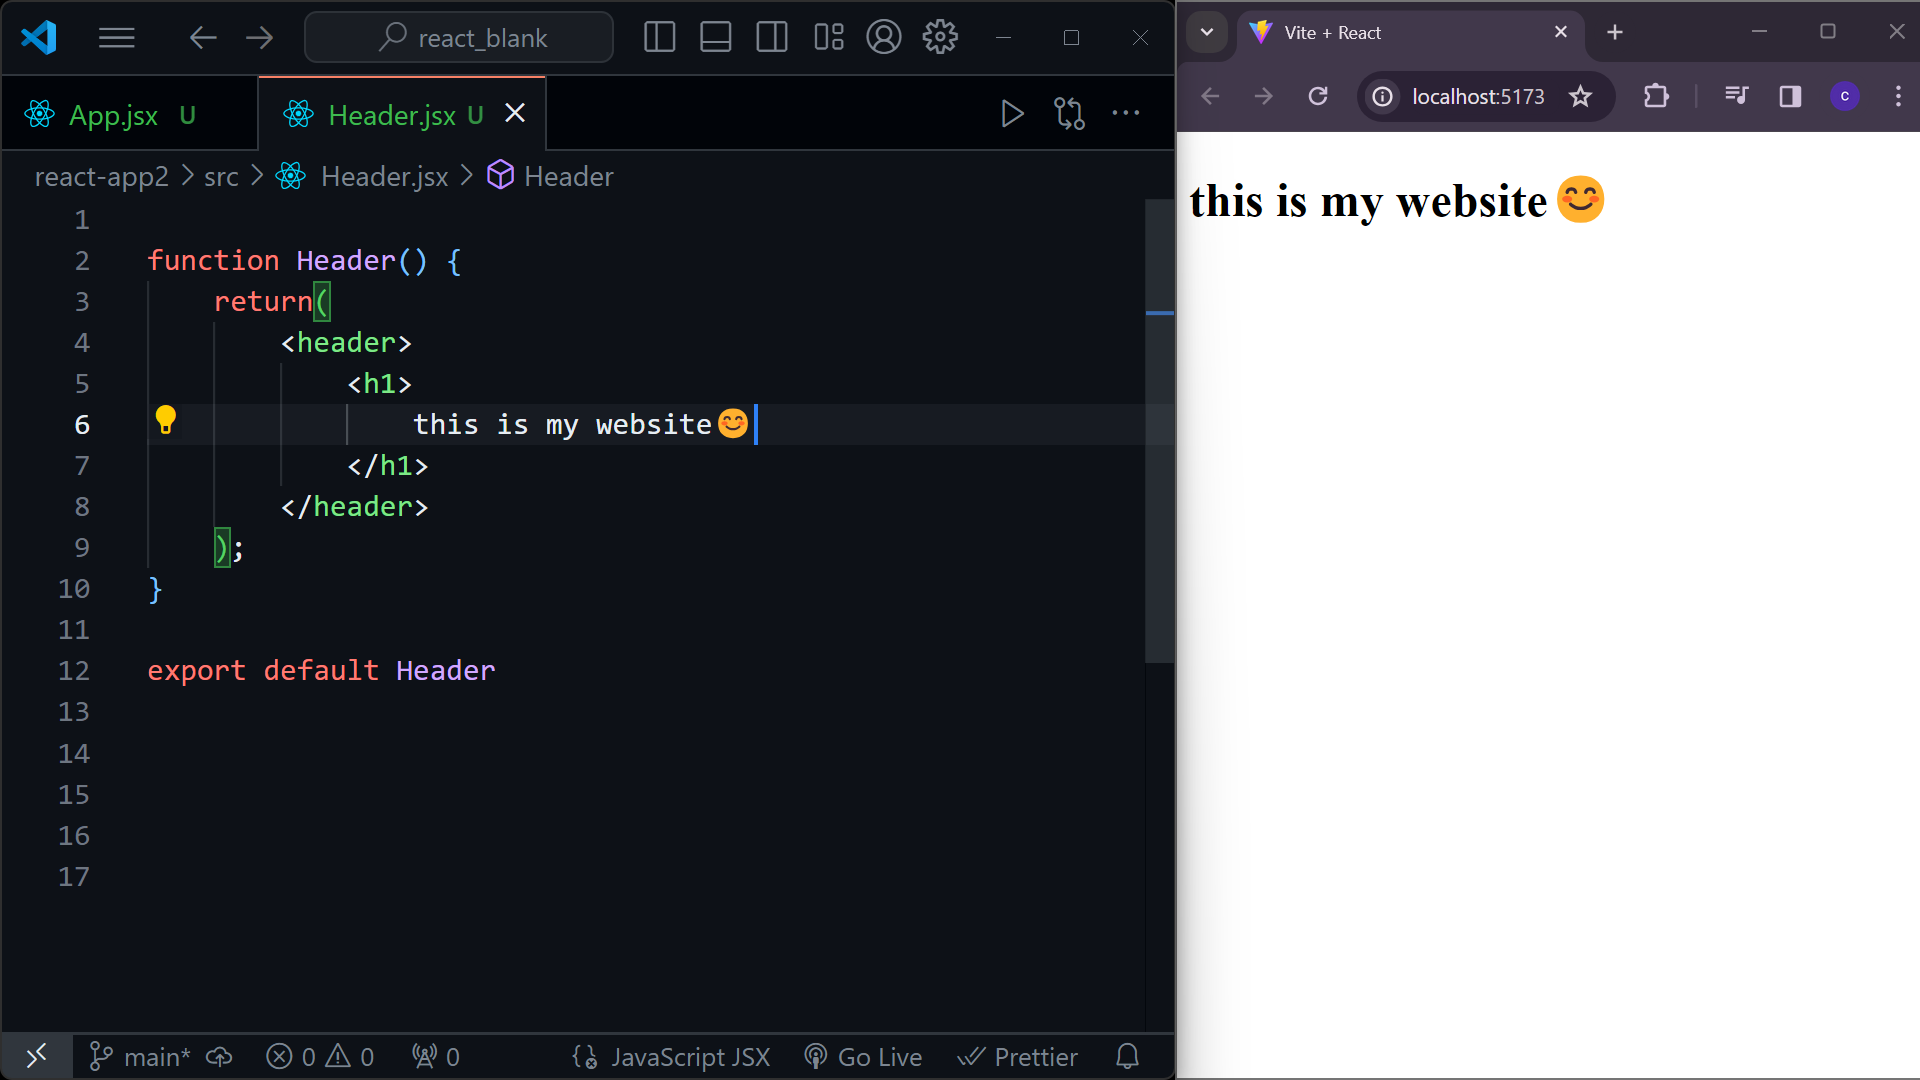 react_blank
App.jsx U
Header.jsx U
react-app2 > src > Header.jsx > Header
1
2 function Header() {
3 return(
4 <header>
5 <h1>
6 this is my website😊
7 </h1>
8 </header>
9 );
10 }
11
12 export default Header
13
14
15
16
17
main* 0 0 0 JavaScript JSX Go Live Prettier
Vite + React
localhost:5173
c
this is my website😊